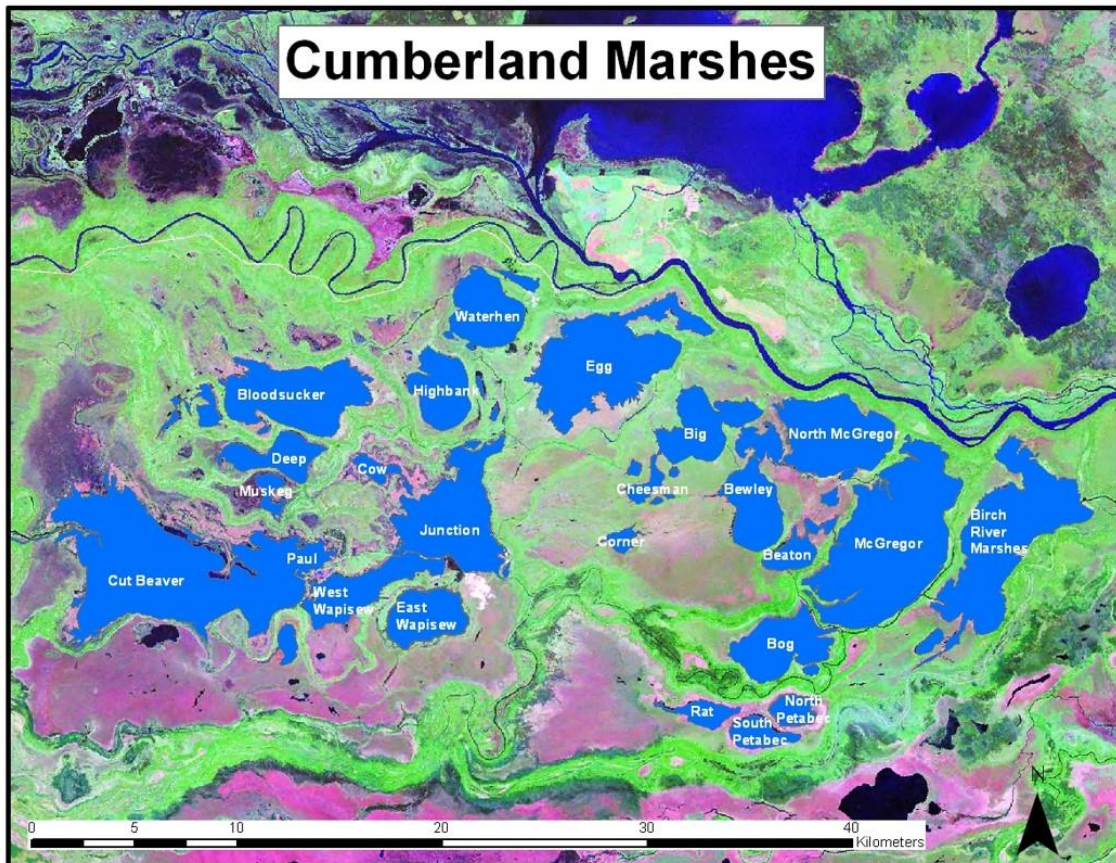 Cumberland Marshes
Waterhen
Egg
Bloodsucker
Highbank
Big
North McGregor
Deep
Cow
Muskeg
Cheesman
Bewley
Junction
Corner
Beaton
McGregor
Birch
River
Marshes
Paul
Cut Beaver
West
Wapisew
East
Wapisew
Bog
Rat
North
Petabec
South
Petabec
N
0 5 10 20 30 40
Kilometers